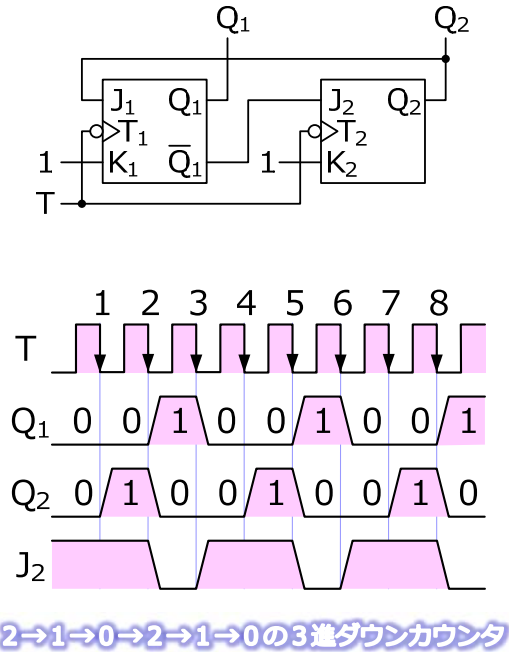 Q₁ Q₂
J₁ Q₁ J₂ Q₂
T₁ T₂
1 K₁ Q̅₁ 1 K₂
T
1 2 3 4 5 6 7 8
T
Q₁ 0 0 1 0 0 1 0 0 1
Q₂ 0 1 0 0 1 0 0 1 0
J₂
2→1→0→2→1→0の3進ダウンカウンタ